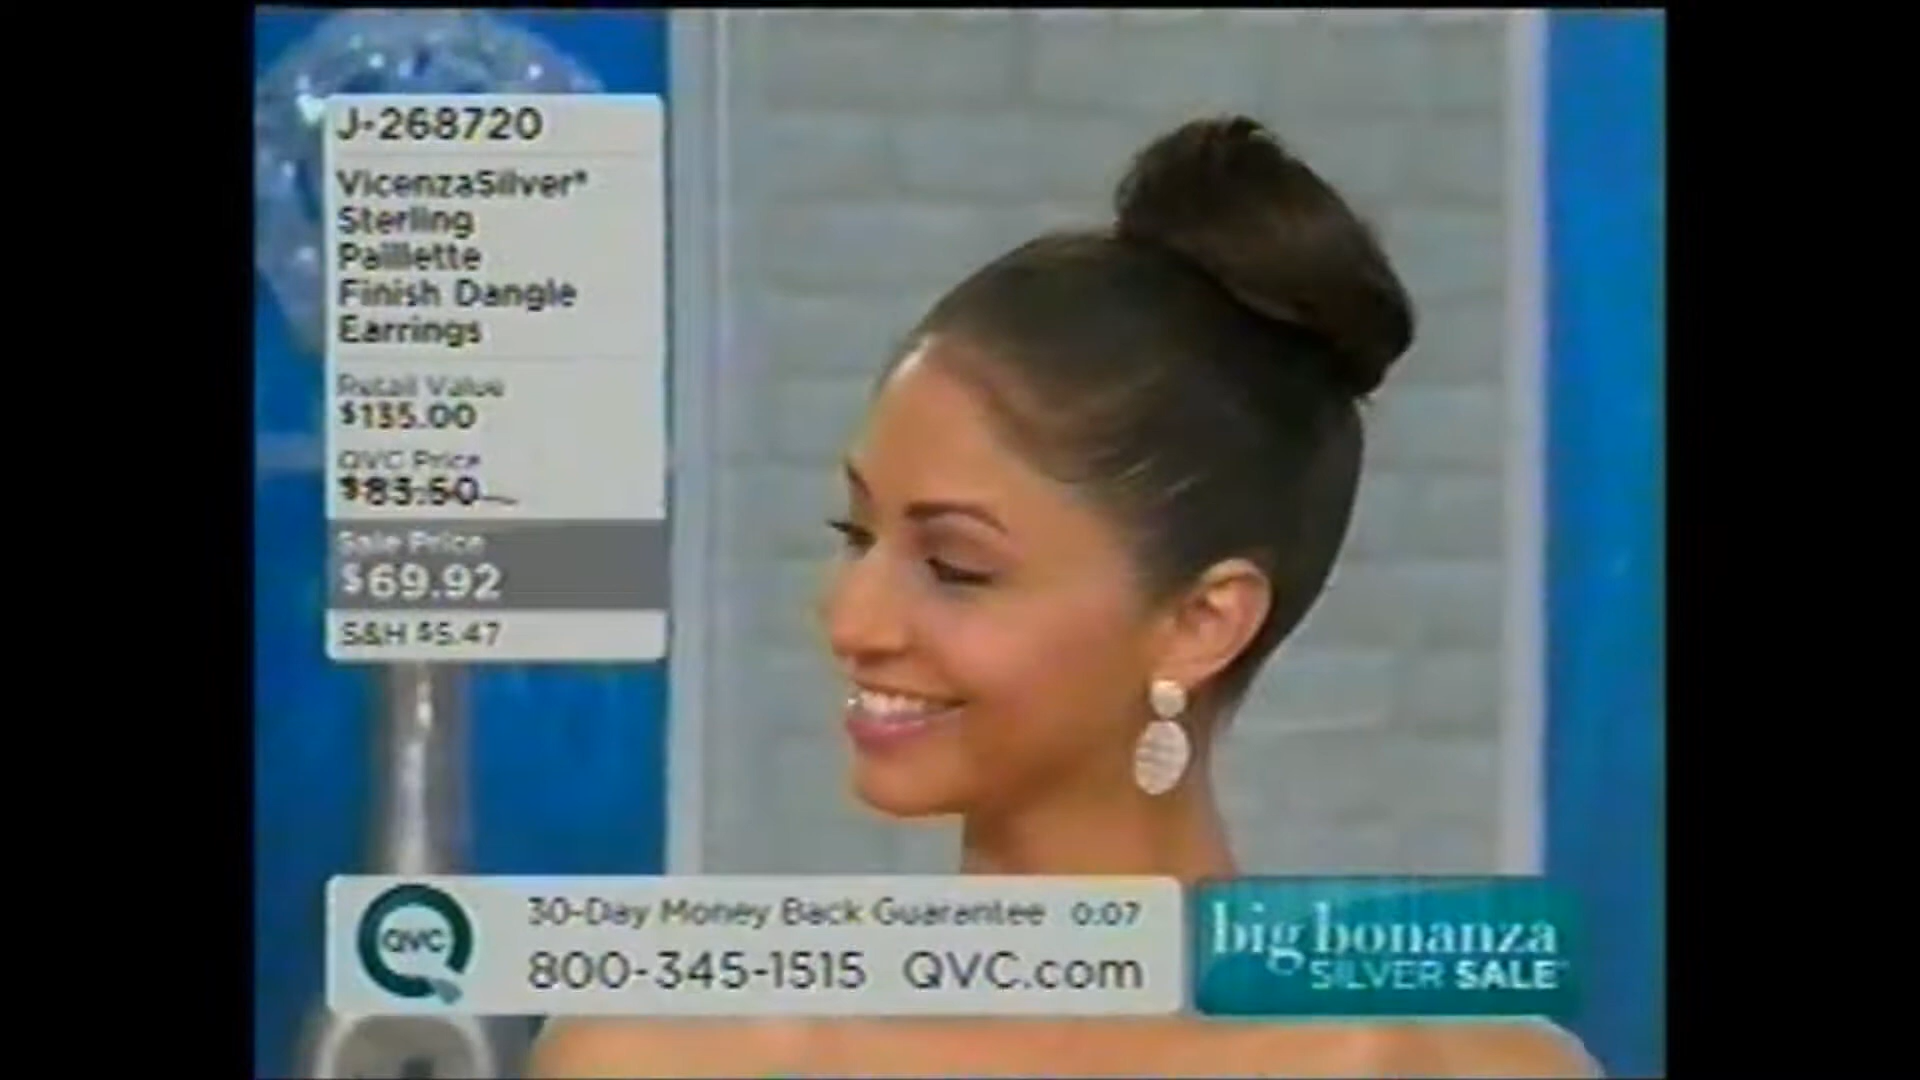 J-268720
VicenzaSilver®
Sterling
Paillette
Finish Dangle
Earrings
Retail Value
$135.00
QVC Price
$83.50
Sale Price
$69.92
S&H $5.47
QVC
30-Day Money Back Guarantee 0:07
800-345-1515 QVC.com
big bonanza
SILVER SALE™